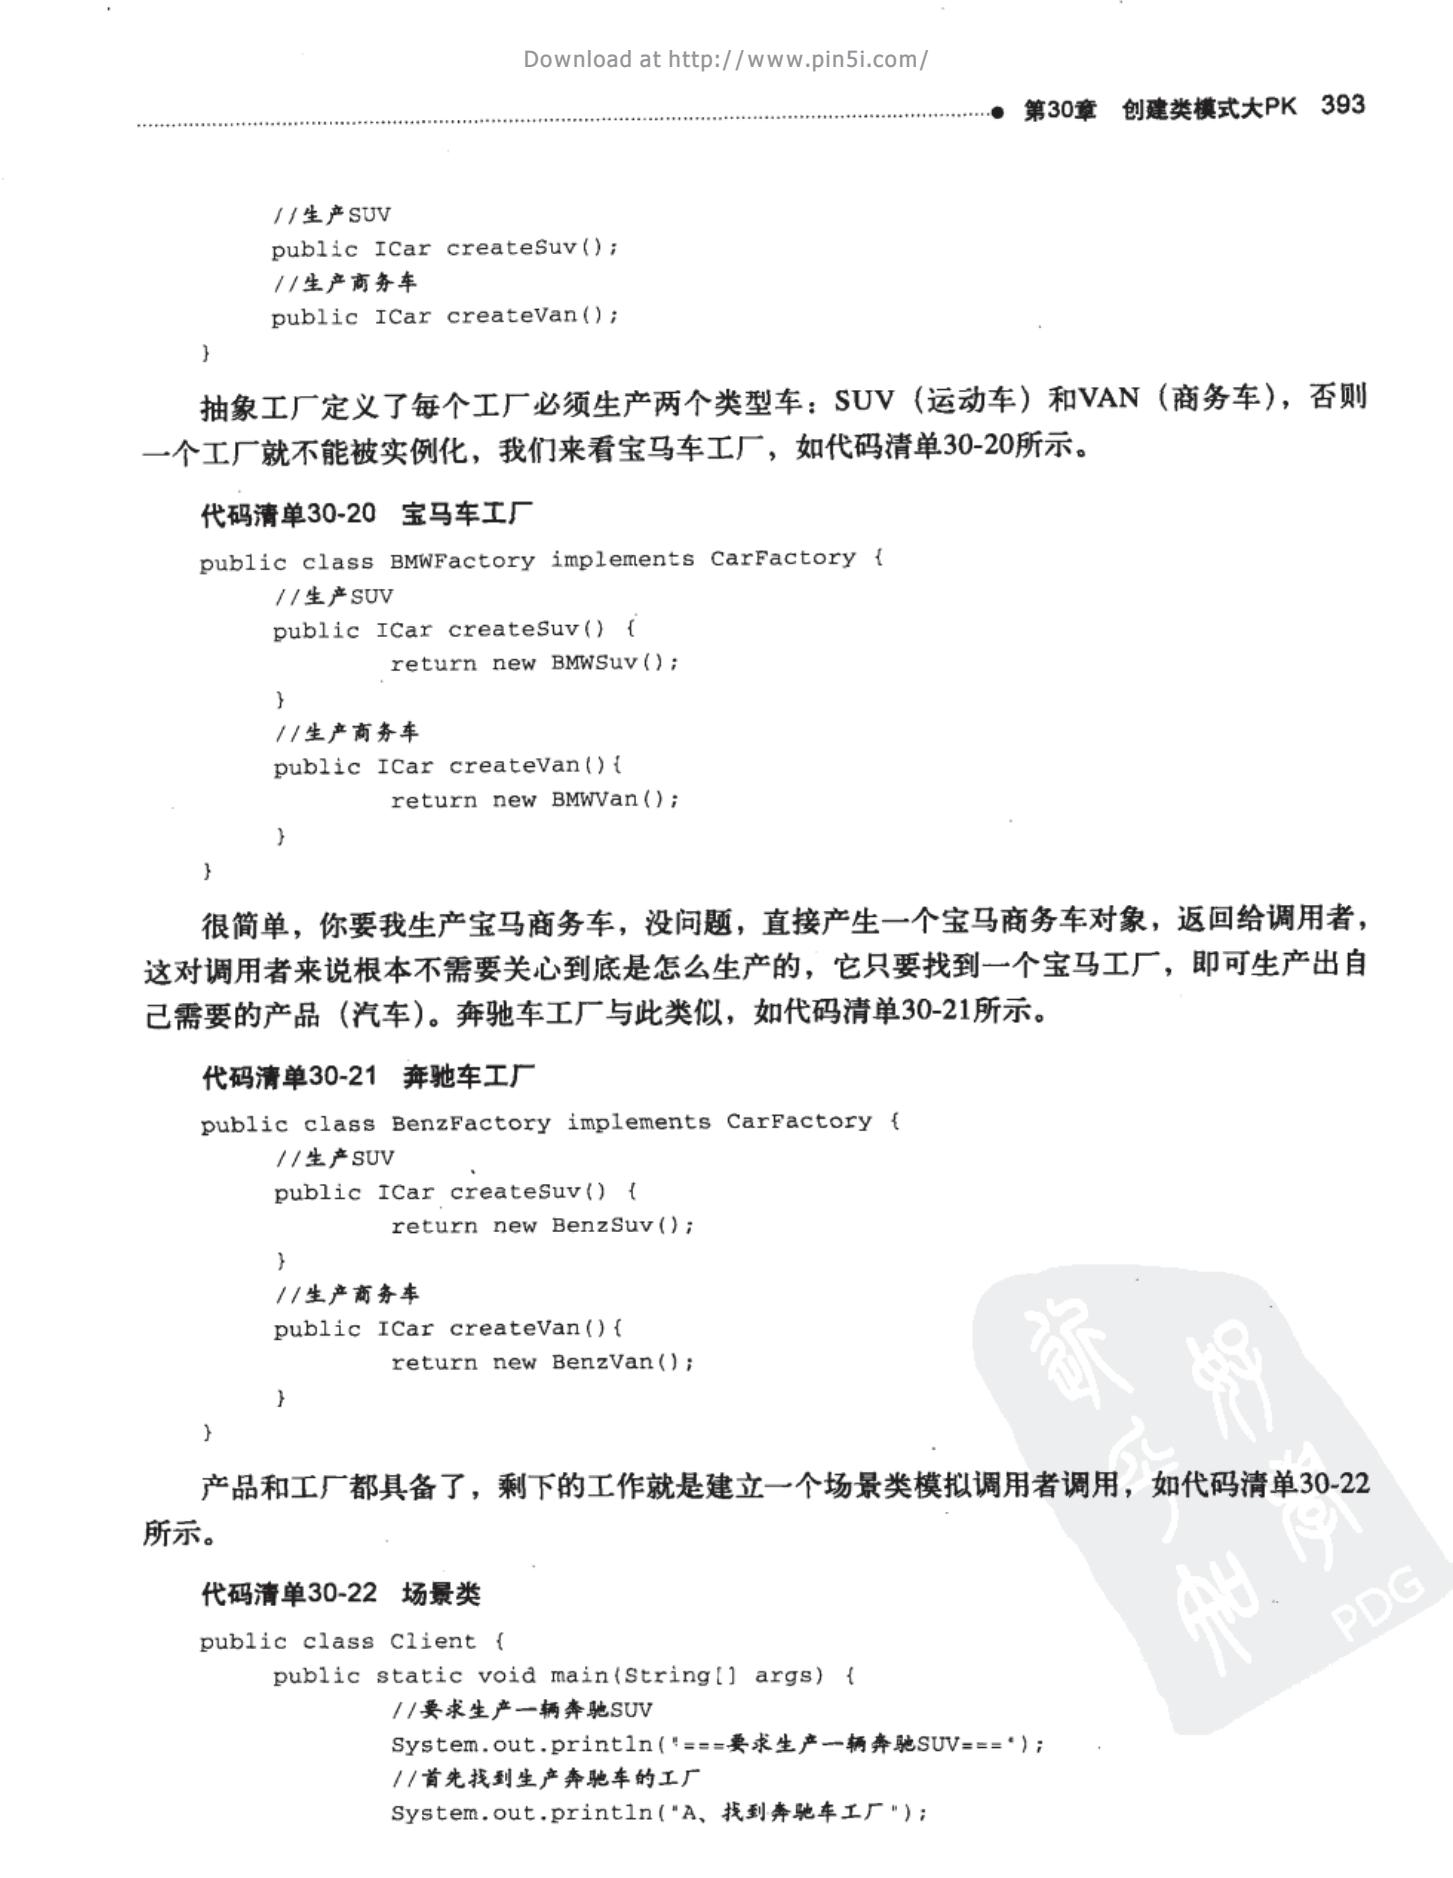 Download at http://www.pin5i.com/
第30章 创建类模式大PK 393
//生产SUV
public ICar createSuv();
//生产商务车
public ICar createVan();
}
抽象工厂定义了每个工厂必须生产两个类型车：SUV（运动车）和VAN（商务车），否则
一个工厂就不能被实例化，我们来看宝马车工厂，如代码清单30-20所示。
代码清单30-20 宝马车工厂
public class BMWFactory implements CarFactory {
//生产SUV
public ICar createSuv() {
return new BMWSuv();
}
//生产商务车
public ICar createVan(){
return new BMWVan();
}
}
很简单，你要我生产宝马商务车，没问题，直接产生一个宝马商务车对象，返回给调用者，
这对调用者来说根本不需要关心到底是怎么生产的，它只要找到一个宝马工厂，即可生产出自
己需要的产品（汽车）。奔驰车工厂与此类似，如代码清单30-21所示。
代码清单30-21 奔驰车工厂
public class BenzFactory implements CarFactory {
//生产SUV
public ICar createSuv() {
return new BenzSuv();
}
//生产商务车
public ICar createVan(){
return new BenzVan();
}
}
产品和工厂都具备了，剩下的工作就是建立一个场景类模拟调用者调用，如代码清单30-22
所示。
代码清单30-22 场景类
public class Client {
public static void main(String[] args) {
//要求生产一辆奔驰SUV
System.out.println("===要求生产一辆奔驰SUV===");
//首先找到生产奔驰车的工厂
System.out.println("A、找到奔驰车工厂");
PDG